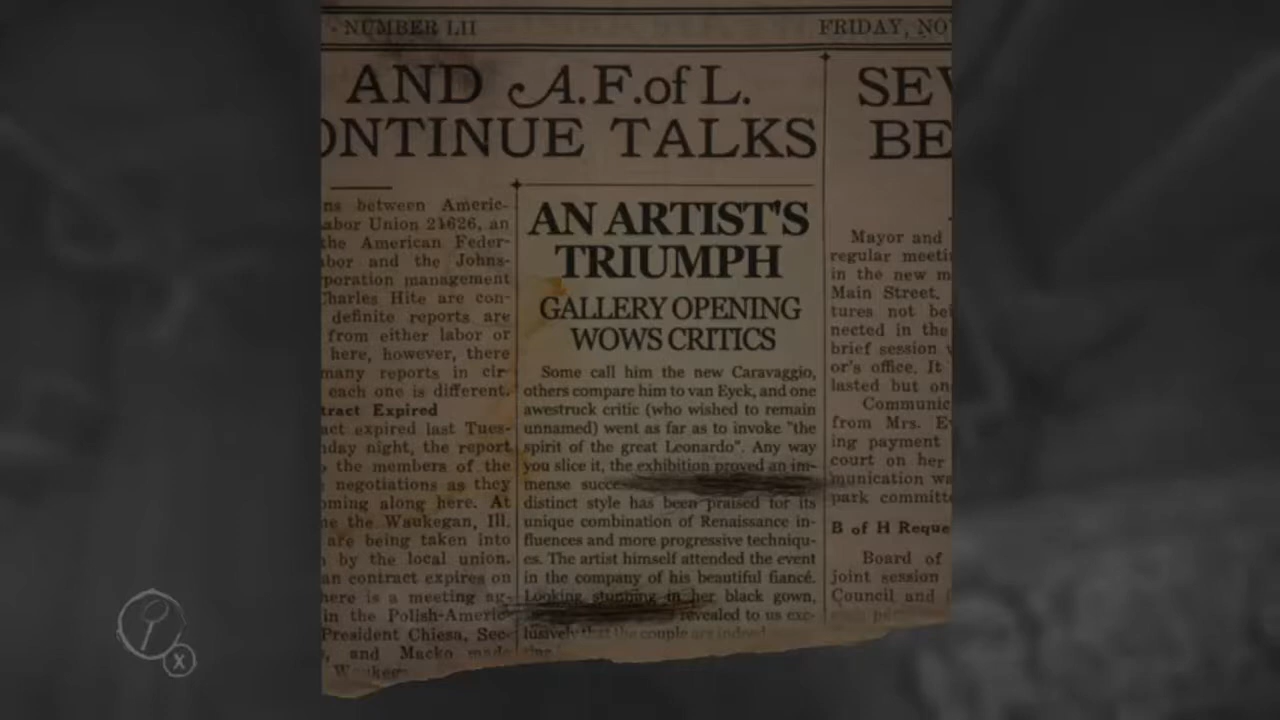 - NUMBER LII
FRIDAY, NO
AND A.F.of L.
ONTINUE TALKS
SEV
BE
ns between Americ-
abor Union 21626, an
the American Feder-
abor and the Johns-
poration management
Charles Hite are con-
definite reports are
from either labor or
here, however, there
many reports in cir-
each one is different.
tract Expired
act expired last Tues-
day night, the report
the members of the
negotiations as they
oming along here. At
the Waukegan, Ill.
are being taken into
by the local union.
an contract expires on
here is a meeting ag-
in the Polish-Americ-
President Chiesa, Sec-
, and Macko made
Waukeg
AN ARTIST'S
TRIUMPH
GALLERY OPENING
WOWS CRITICS
Some call him the new Caravaggio,
others compare him to van Eyck, and one
awestruck critic (who wished to remain
unnamed) went as far as to invoke "the
spirit of the great Leonardo". Any way
you slice it, the exhibition proved an im-
mense succe
distinct style has been praised for its
unique combination of Renaissance in-
fluences and more progressive techniqu-
es. The artist himself attended the event
in the company of his beautiful fiancé.
Looking stunning in her black gown,
revealed to us exc-
lusively that the couple are indeed
Mayor and
regular meeti
in the new m
Main Street.
tures not bei
nected in the
brief session
or's office. It
lasted but on
Communic
from Mrs. E
ing payment
court on her
munication wa
park committe
B of H Reque
Board of
joint session
Council and
X